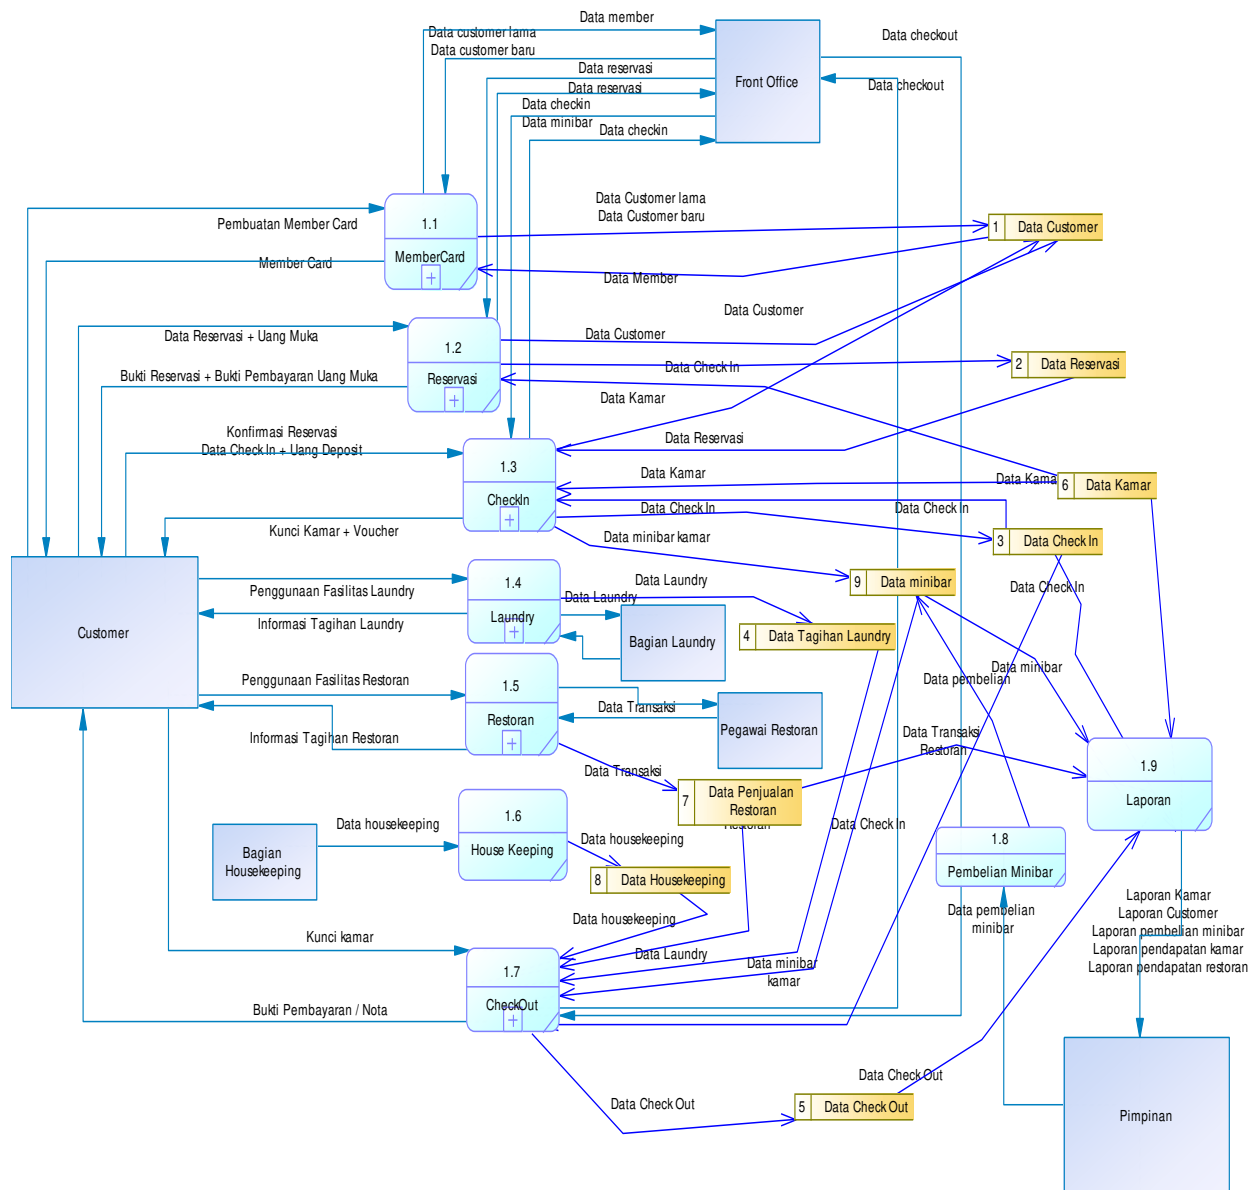 Data member
Data customer lama
Data customer baru
Data checkout
Data reservasi
Data reservasi
Data checkin
Data minibar
Data checkin
Front Office
Data checkout
Pembuatan Member Card
1.1
MemberCard
Data Customer lama
Data Customer baru
1
Data Customer
Member Card
Data Member
Data Customer
Data Reservasi + Uang Muka
1.2
Reservasi
Data Customer
2
Data Reservasi
Bukti Reservasi + Bukti Pembayaran Uang Muka
Data Check In
Data Kamar
Konfirmasi Reservasi
Data Check In + Uang Deposit
1.3
CheckIn
Data Reservasi
Data Kamar
Data Kama
6
Data Kamar
Data Check In
Data Check In
Kunci Kamar + Voucher
Data minibar kamar
3
Data Check In
9
Data minibar
Data Check In
Customer
Penggunaan Fasilitas Laundry
1.4
Laundry
Data Laundry
Data Laundry
Informasi Tagihan Laundry
Bagian Laundry
4
Data Tagihan Laundry
Penggunaan Fasilitas Restoran
1.5
Restoran
Data Transaksi
Pegawai Restoran
Data pembelian
Data minibar
Informasi Tagihan Restoran
Data Transaksi
Restoran
Data Transaksi
7
Data Penjualan
Restoran
Restoran
1.9
Laporan
Bagian
Housekeeping
Data housekeeping
1.6
House Keeping
Data housekeeping
8
Data Housekeeping
Data Check In
1.8
Pembelian Minibar
Data housekeeping
Data pembelian
minibar
Laporan Kamar
Laporan Customer
Laporan pembelian minibar
Laporan pendapatan kamar
Laporan pendapatan restoran
Kunci kamar
1.7
CheckOut
Data Laundry
Data minibar
kamar
Bukti Pembayaran / Nota
Data Check Out
Data Check Out
5
Data Check Out
Pimpinan